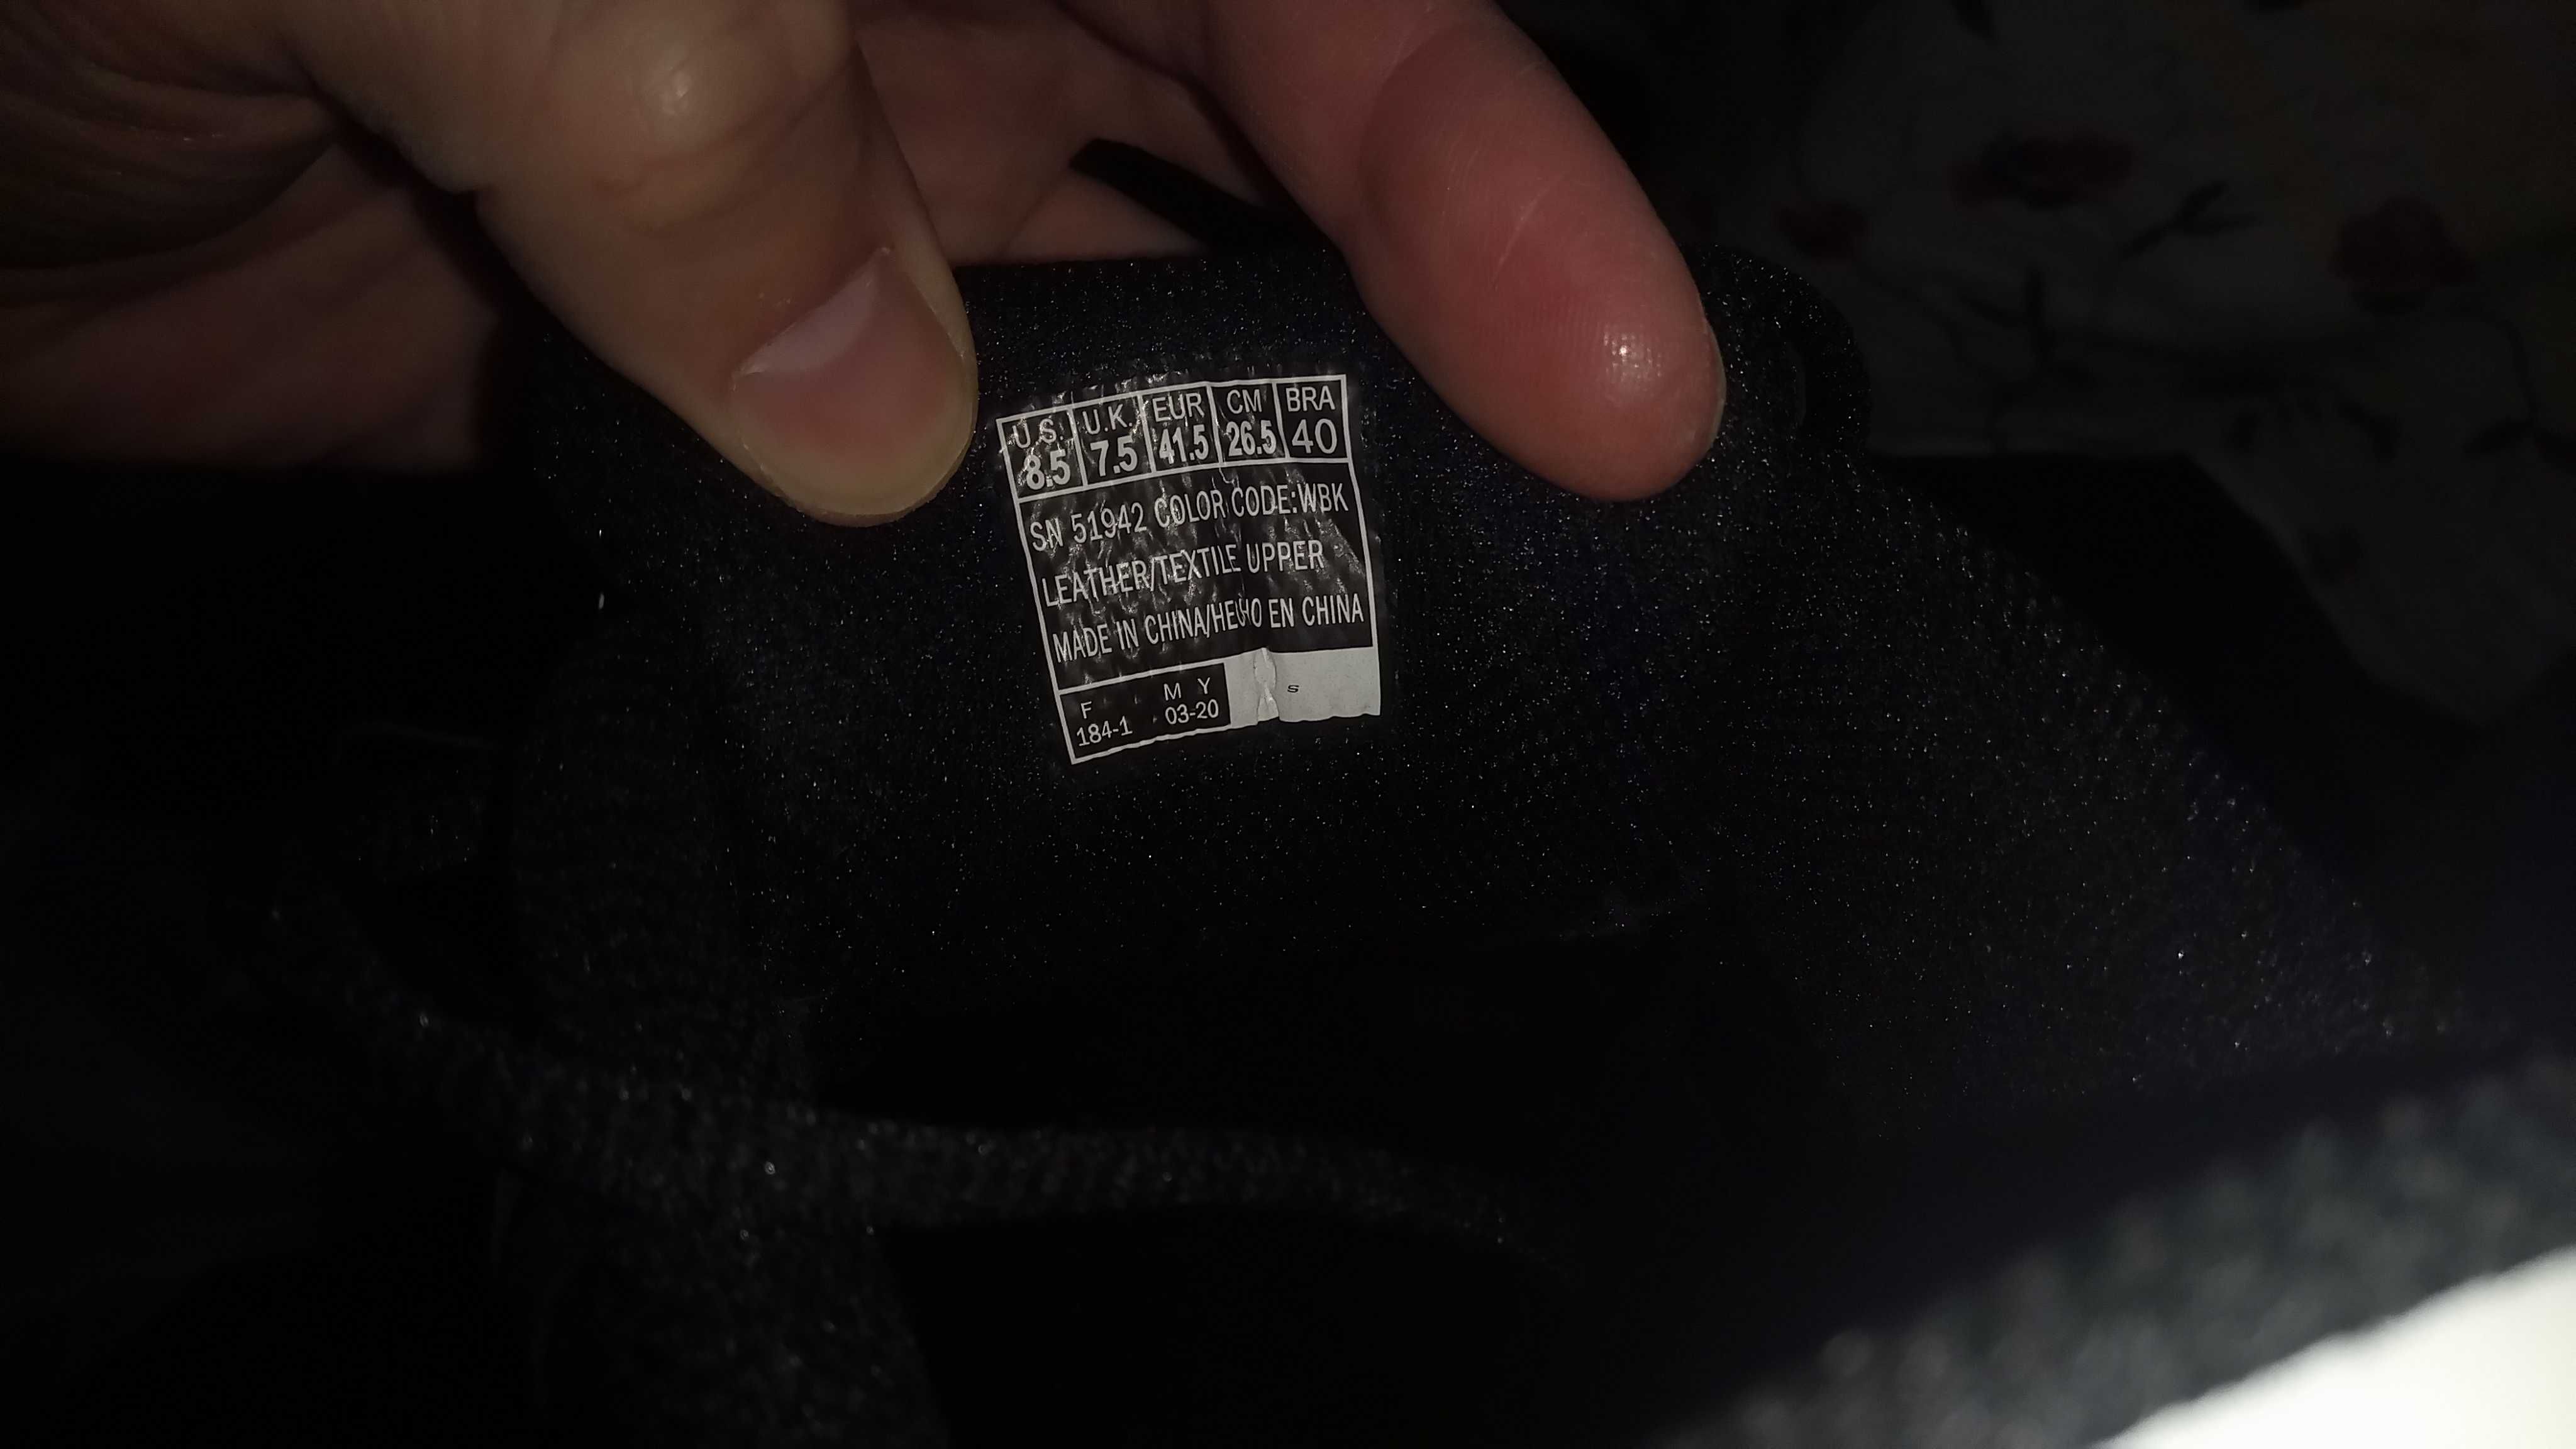 U.S. U.K EUR CM BRA
8.5 7.5 41.5 26.5 40
SN 51942 COLOR CODE:WBK
LEATHER/TEXTILE UPPER
MADE IN CHINA/HECHO EN CHINA
F M Y
184-1 03-20
S